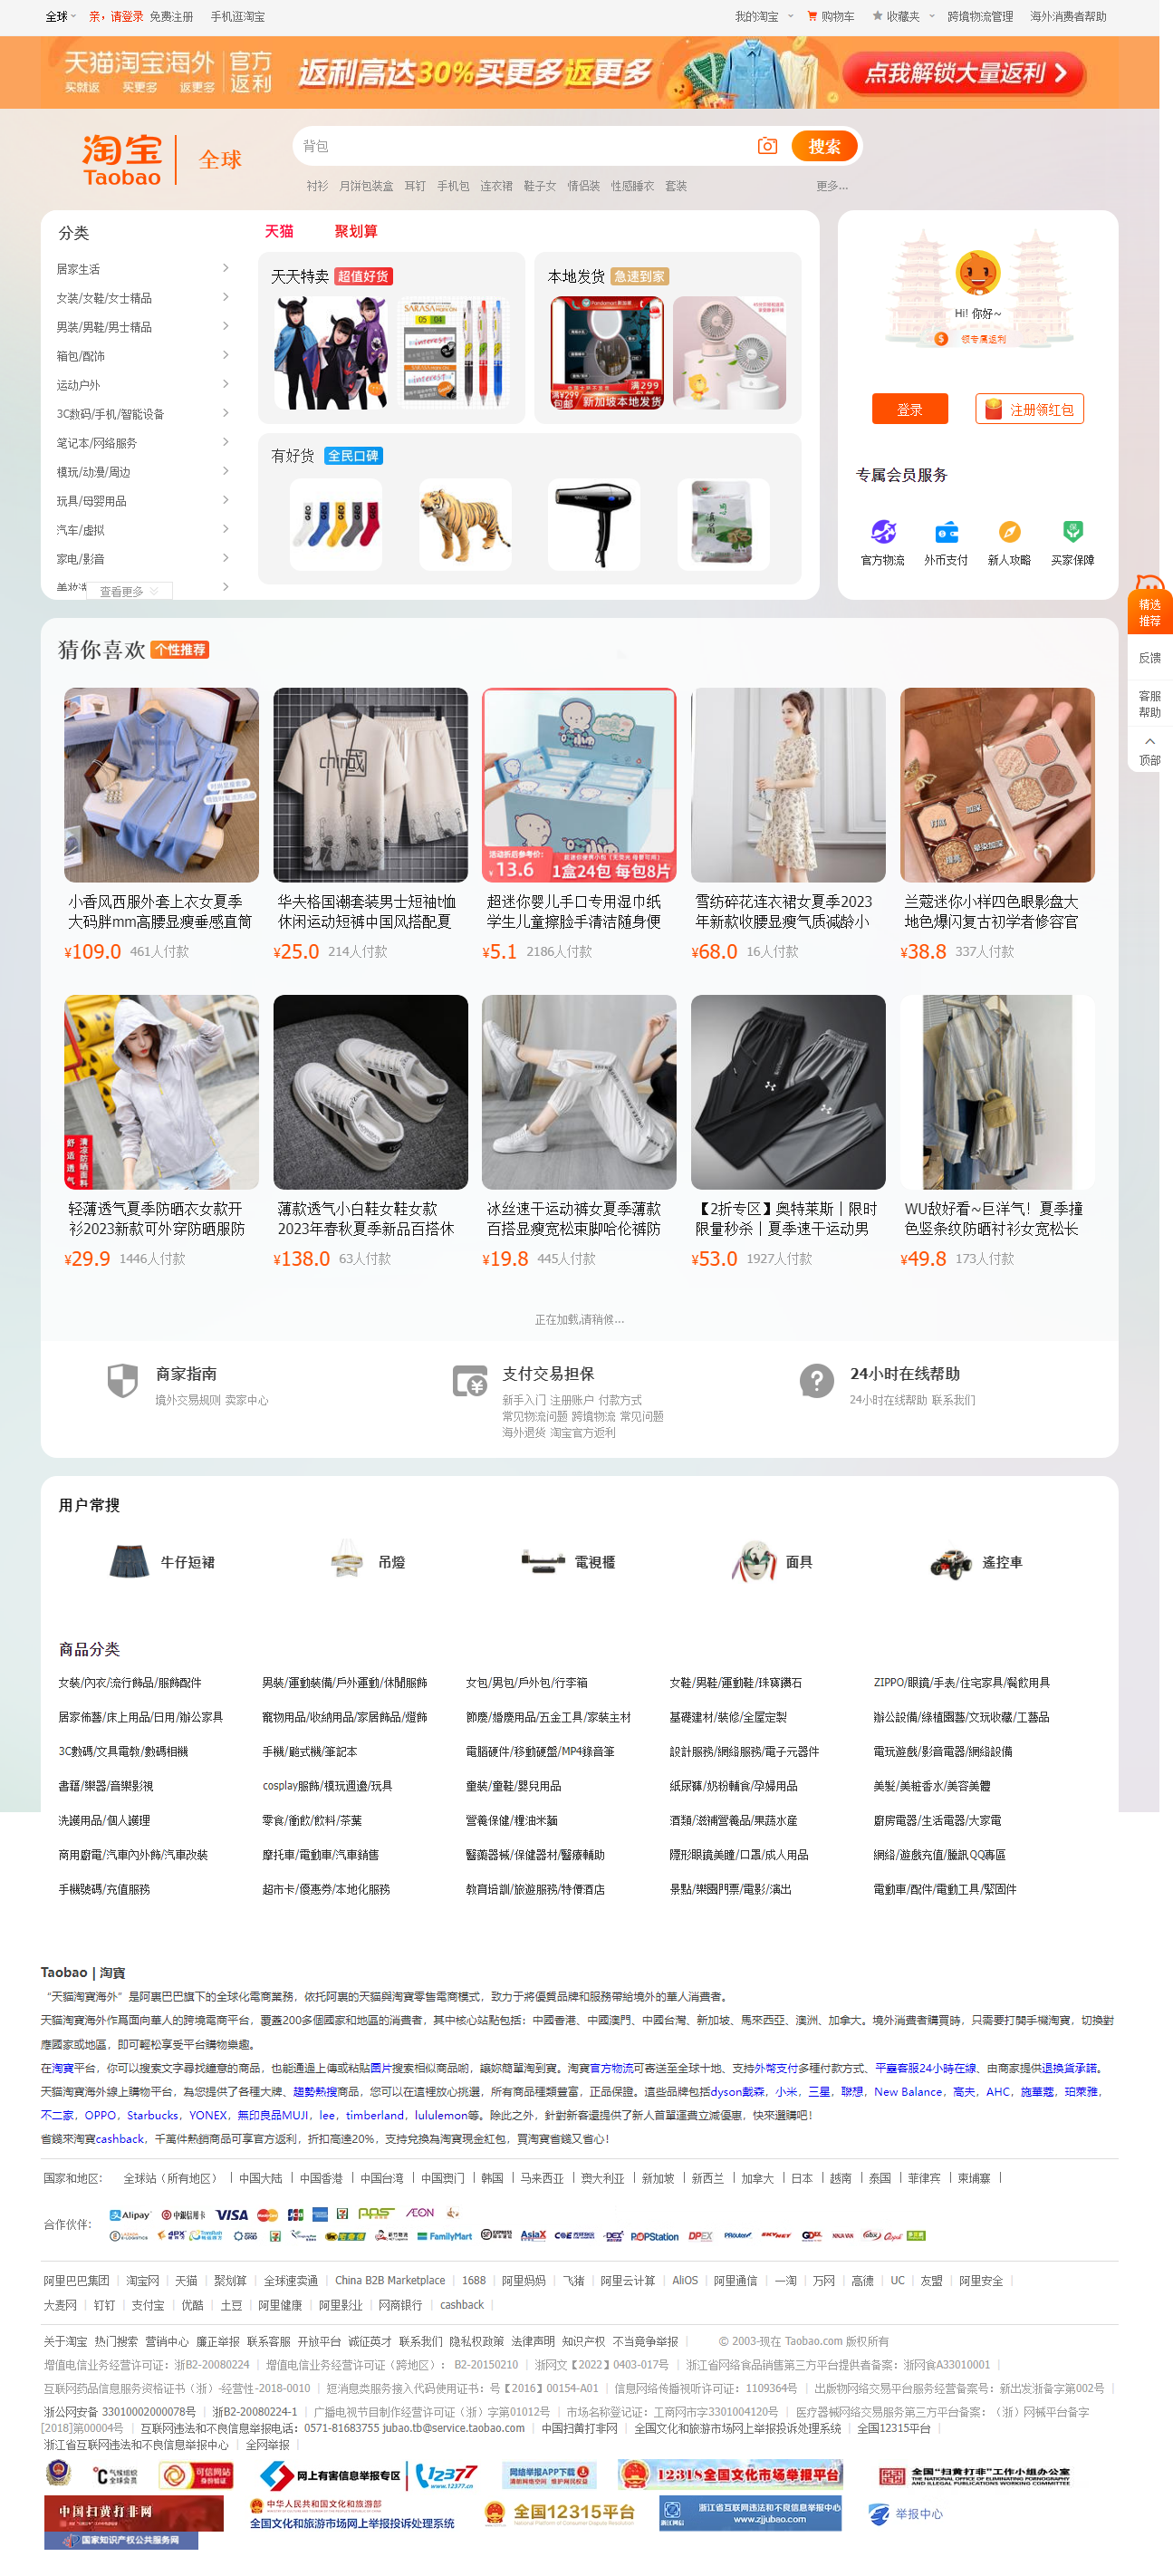 全球 亲，请登录 免费注册 手机逛淘宝 我的淘宝 购物车 收藏夹 跨境物流管理 海外消费者帮助
天猫淘宝海外 官方返利 返利高达30%买更多返更多 点我解锁大量返利
买就返 买更多 返更多
淘宝 Taobao 全球
背包 搜索
衬衫 月饼包装盒 耳钉 手机包 连衣裙 鞋子女 情侣装 性感睡衣 套装 更多...
分类
居家生活
女装/女鞋/女士精品
男装/男鞋/男士精品
箱包/配饰
运动户外
3C数码/手机/智能设备
笔记本/网络服务
模玩/动漫/周边
玩具/母婴用品
汽车/虚拟
家电/影音
查看更多
天猫 聚划算
天天特卖 超值好货
本地发货 急速到家
满¥299包邮 新加坡本地发货 满299
有好货 全民口碑
Hi! 你好~
领专属返利
登录 注册领红包
专属会员服务
官方物流 外币支付 新人攻略 买家保障
精选推荐
反馈
客服帮助
顶部
猜你喜欢 个性推荐
活动折后参考价: ¥13.6 1盒24包 每包8片
小香风西服外套上衣女夏季 大码胖mm高腰显瘦垂感直筒
¥109.0 461人付款
华夫格国潮套装男士短袖t恤 休闲运动短裤中国风搭配夏
¥25.0 214人付款
超迷你婴儿手口专用湿巾纸 学生儿童擦脸手清洁随身便
¥5.1 2186人付款
雪纺碎花连衣裙女夏季2023 年新款收腰显瘦气质减龄小
¥68.0 16人付款
兰蔻迷你小样四色眼影盘大 地色爆闪复古初学者修容官
¥38.8 337人付款
舒适透气 清凉防晒面料
轻薄透气夏季防晒衣女款开 衫2023新款可外穿防晒服防
¥29.9 1446人付款
薄款透气小白鞋女鞋女款 2023年春秋夏季新品百搭休
¥138.0 63人付款
冰丝速干运动裤女夏季薄款 百搭显瘦宽松束脚哈伦裤防
¥19.8 445人付款
【2折专区】奥特莱斯丨限时 限量秒杀丨夏季速干运动男
¥53.0 1927人付款
WU敌好看~巨洋气！夏季撞 色竖条纹防晒衬衫女宽松长
¥49.8 173人付款
正在加载,请稍候...
商家指南
境外交易规则 卖家中心
支付交易担保
新手入门 注册账户 付款方式
常见物流问题 跨境物流 常见问题
海外退货 淘宝官方返利
24小时在线帮助
24小时在线帮助 联系我们
用户常搜
牛仔短裙 吊燈 電視櫃 面具 遙控車
商品分类
女裝/內衣/流行飾品/服飾配件 男裝/運動裝備/戶外運動/休閒服飾 女包/男包/戶外包/行李箱 女鞋/男鞋/運動鞋/珠寶鑽石 ZIPPO/眼鏡/手表/住宅家具/餐飲用具
居家佈藝/床上用品/日用/辦公家具 寵物用品/收納用品/家居飾品/燈飾 節慶/婚慶用品/五金工具/家裝主材 基礎建材/裝修/全屋定製 辦公設備/綠植園藝/文玩收藏/工藝品
3C數碼/文具電教/數碼相機 手機/颱式機/筆記本 電腦硬件/移動硬盤/MP4錄音筆 設計服務/網絡服務/電子元器件 電玩遊戲/影音電器/網絡設備
書籍/樂器/音樂影視 cosplay服飾/模玩週邊/玩具 童裝/童鞋/嬰兒用品 紙尿褲/奶粉輔食/孕婦用品 美髮/美粧香水/美容美體
洗護用品/個人護理 零食/衝飲/飲料/茶葉 營養保健/糧油米麵 酒類/滋補營養品/果蔬水産 廚房電器/生活電器/大家電
商用廚電/汽車內外飾/汽車改裝 摩托車/電動車/汽車銷售 醫藥器械/保健器材/醫療輔助 隱形眼鏡美瞳/口罩/成人用品 網絡/遊戲充值/騰訊QQ專區
手機號碼/充值服務 超市卡/優惠券/本地化服務 教育培訓/旅遊服務/特價酒店 景點/樂園門票/電影/演出 電動車/配件/電動工具/緊固件
Taobao | 淘寶
“天猫淘寶海外”是阿裏巴巴旗下的全球化電商業務，依托阿裏的天猫與淘寶零售電商模式，致力于將優質品牌和服務帶給境外的華人消費者。
天猫淘寶海外作爲面向華人的跨境電商平台，覆蓋200多個國家和地區的消費者，其中核心站點包括：中國香港、中國澳門、中國台灣、新加坡、馬來西亞、澳洲、加拿大。境外消費者購買時，只需要打開手機淘寶，切換對
應國家或地區，即可輕松享受平台購物樂趣。
在淘寶平台，你可以搜索文字尋找鐘意的商品，也能通過上傳或粘貼圖片搜索相似商品喲，讓妳簡單淘到寶。淘寶官方物流可寄送至全球十地、支持外幣支付多種付款方式、平臺客服24小時在線、由商家提供退換貨承諾。
天猫淘寶海外線上購物平台，為您提供了各種大牌、趨勢熱搜商品，您可以在這裡放心挑選，所有商品種類豐富，正品保證。這些品牌包括dyson戴森，小米，三星，聯想，New Balance，高夫，AHC，施華蔻，珀萊雅，
不二家，OPPO，Starbucks，YONEX，無印良品MUJI，lee，timberland，lululemon等。除此之外，針對新客還提供了新人首單運費立減優惠，快來選購吧！
省錢來淘寶cashback，千萬件熱銷商品可享官方返利，折扣高達20%，支持兌換為淘寶現金紅包，買淘寶省錢又省心！
国家和地区： 全球站（所有地区） | 中国大陆 | 中国香港 | 中国台湾 | 中国澳门 | 韩国 | 马来西亚 | 澳大利亚 | 新加坡 | 新西兰 | 加拿大 | 日本 | 越南 | 泰国 | 菲律宾 | 柬埔寨 |
合作伙伴： Alipay 中国银行信用卡 VISA JCB AEON
4PX FamilyMart AsiaX POPStation DPEX SKYNET
阿里巴巴集团 | 淘宝网 | 天猫 | 聚划算 | 全球速卖通 | China B2B Marketplace | 1688 | 阿里妈妈 | 飞猪 | 阿里云计算 | AliOS | 阿里通信 | 一淘 | 万网 | 高德 | UC | 友盟 | 阿里安全 |
大麦网 | 钉钉 | 支付宝 | 优酷 | 土豆 | 阿里健康 | 阿里影业 | 网商银行 | cashback |
关于淘宝 热门搜索 营销中心 廉正举报 联系客服 开放平台 诚征英才 联系我们 隐私权政策 法律声明 知识产权 不当竞争举报 | © 2003-现在 Taobao.com 版权所有
增值电信业务经营许可证：浙B2-20080224 | 增值电信业务经营许可证（跨地区）： B2-20150210 | 浙网文【2022】0403-017号 | 浙江省网络食品销售第三方平台提供者备案：浙网食A33010001 |
互联网药品信息服务资格证书（浙）-经营性-2018-0010 | 短消息类服务接入代码使用证书：号【2016】00154-A01 | 信息网络传播视听许可证：1109364号 | 出版物网络交易平台服务经营备案号：新出发浙备字第002号 |
浙公网安备 33010002000078号 | 浙B2-20080224-1 | 广播电视节目制作经营许可证（浙）字第01012号 | 市场名称登记证：工商网市字3301004120号 | 医疗器械网络交易服务第三方平台备案：（浙）网械平台备字
[2018]第00004号 | 互联网违法和不良信息举报电话：0571-81683755 jubao.tb@service.taobao.com | 中国扫黄打非网 | 全国文化和旅游市场网上举报投诉处理系统 | 全国12315平台 |
浙江省互联网违法和不良信息举报中心 | 全网举报 |
气候组织 全球会员 可信网站 身份验证 网上有害信息举报专区 12377 www.12377.cn 网络举报APP下载 清朗网络空间 维护网民权益 12318全国文化市场举报平台 全国“扫黄打非”工作小组办公室
中国扫黄打非网 中华人民共和国文化和旅游部 全国文化和旅游市场网上举报投诉处理系统 全国12315平台 浙江省互联网违法和不良信息举报中心 www.zjjubao.com 举报中心
国家知识产权公共服务网